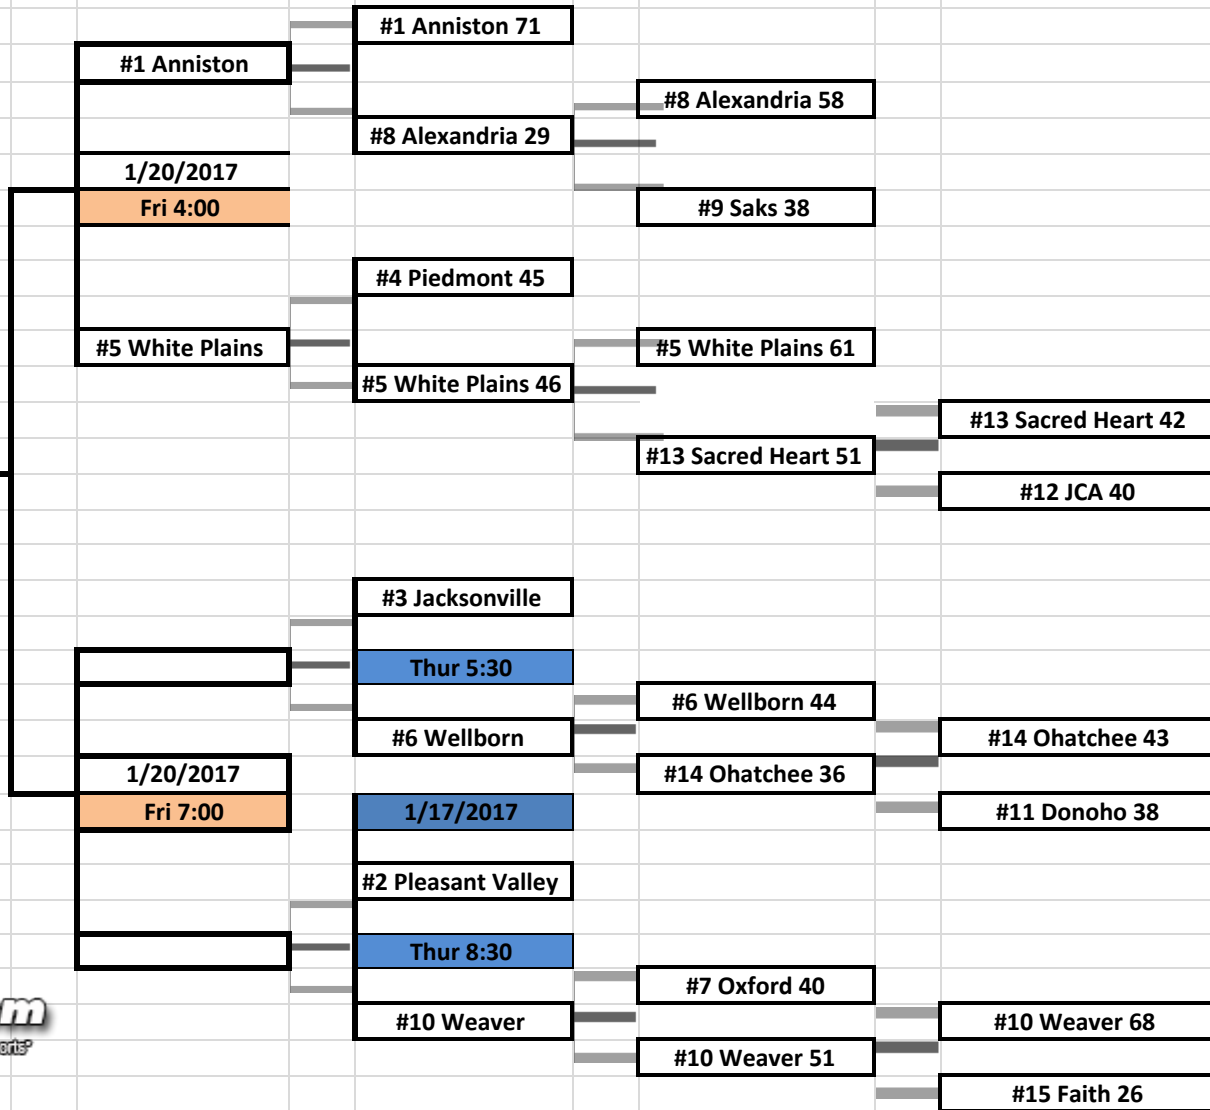 #1 Anniston 71
#1 Anniston
#8 Alexandria 58
#8 Alexandria 29
1/20/2017
Fri 4:00
#9 Saks 38
#4 Piedmont 45
#5 White Plains
#5 White Plains 61
#5 White Plains 46
#13 Sacred Heart 42
#13 Sacred Heart 51
#12 JCA 40
#3 Jacksonville
Thur 5:30
#6 Wellborn 44
#6 Wellborn
#14 Ohatchee 43
1/20/2017
#14 Ohatchee 36
Fri 7:00
1/17/2017
#11 Donoho 38
#2 Pleasant Valley
Thur 8:30
#7 Oxford 40
#10 Weaver
#10 Weaver 68
#10 Weaver 51
#15 Faith 26